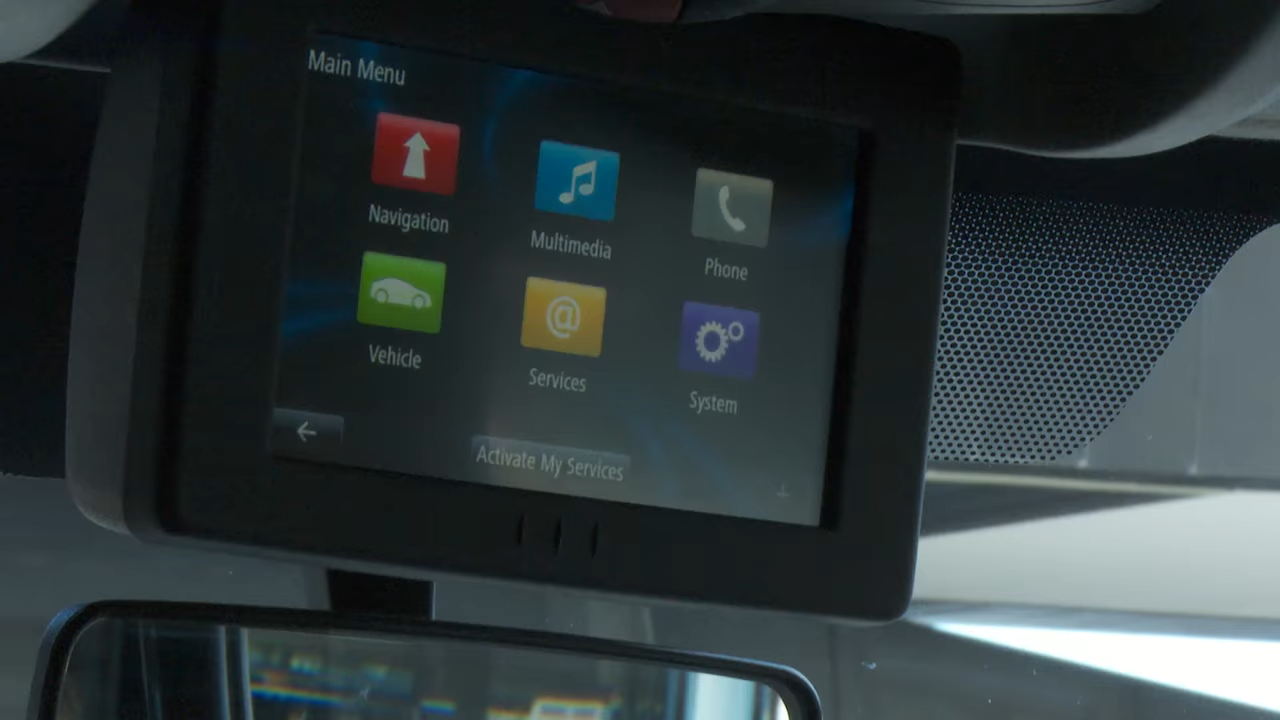 Main Menu
Navigation
Multimedia
Phone
Vehicle
@
Services
System
Activate My Services